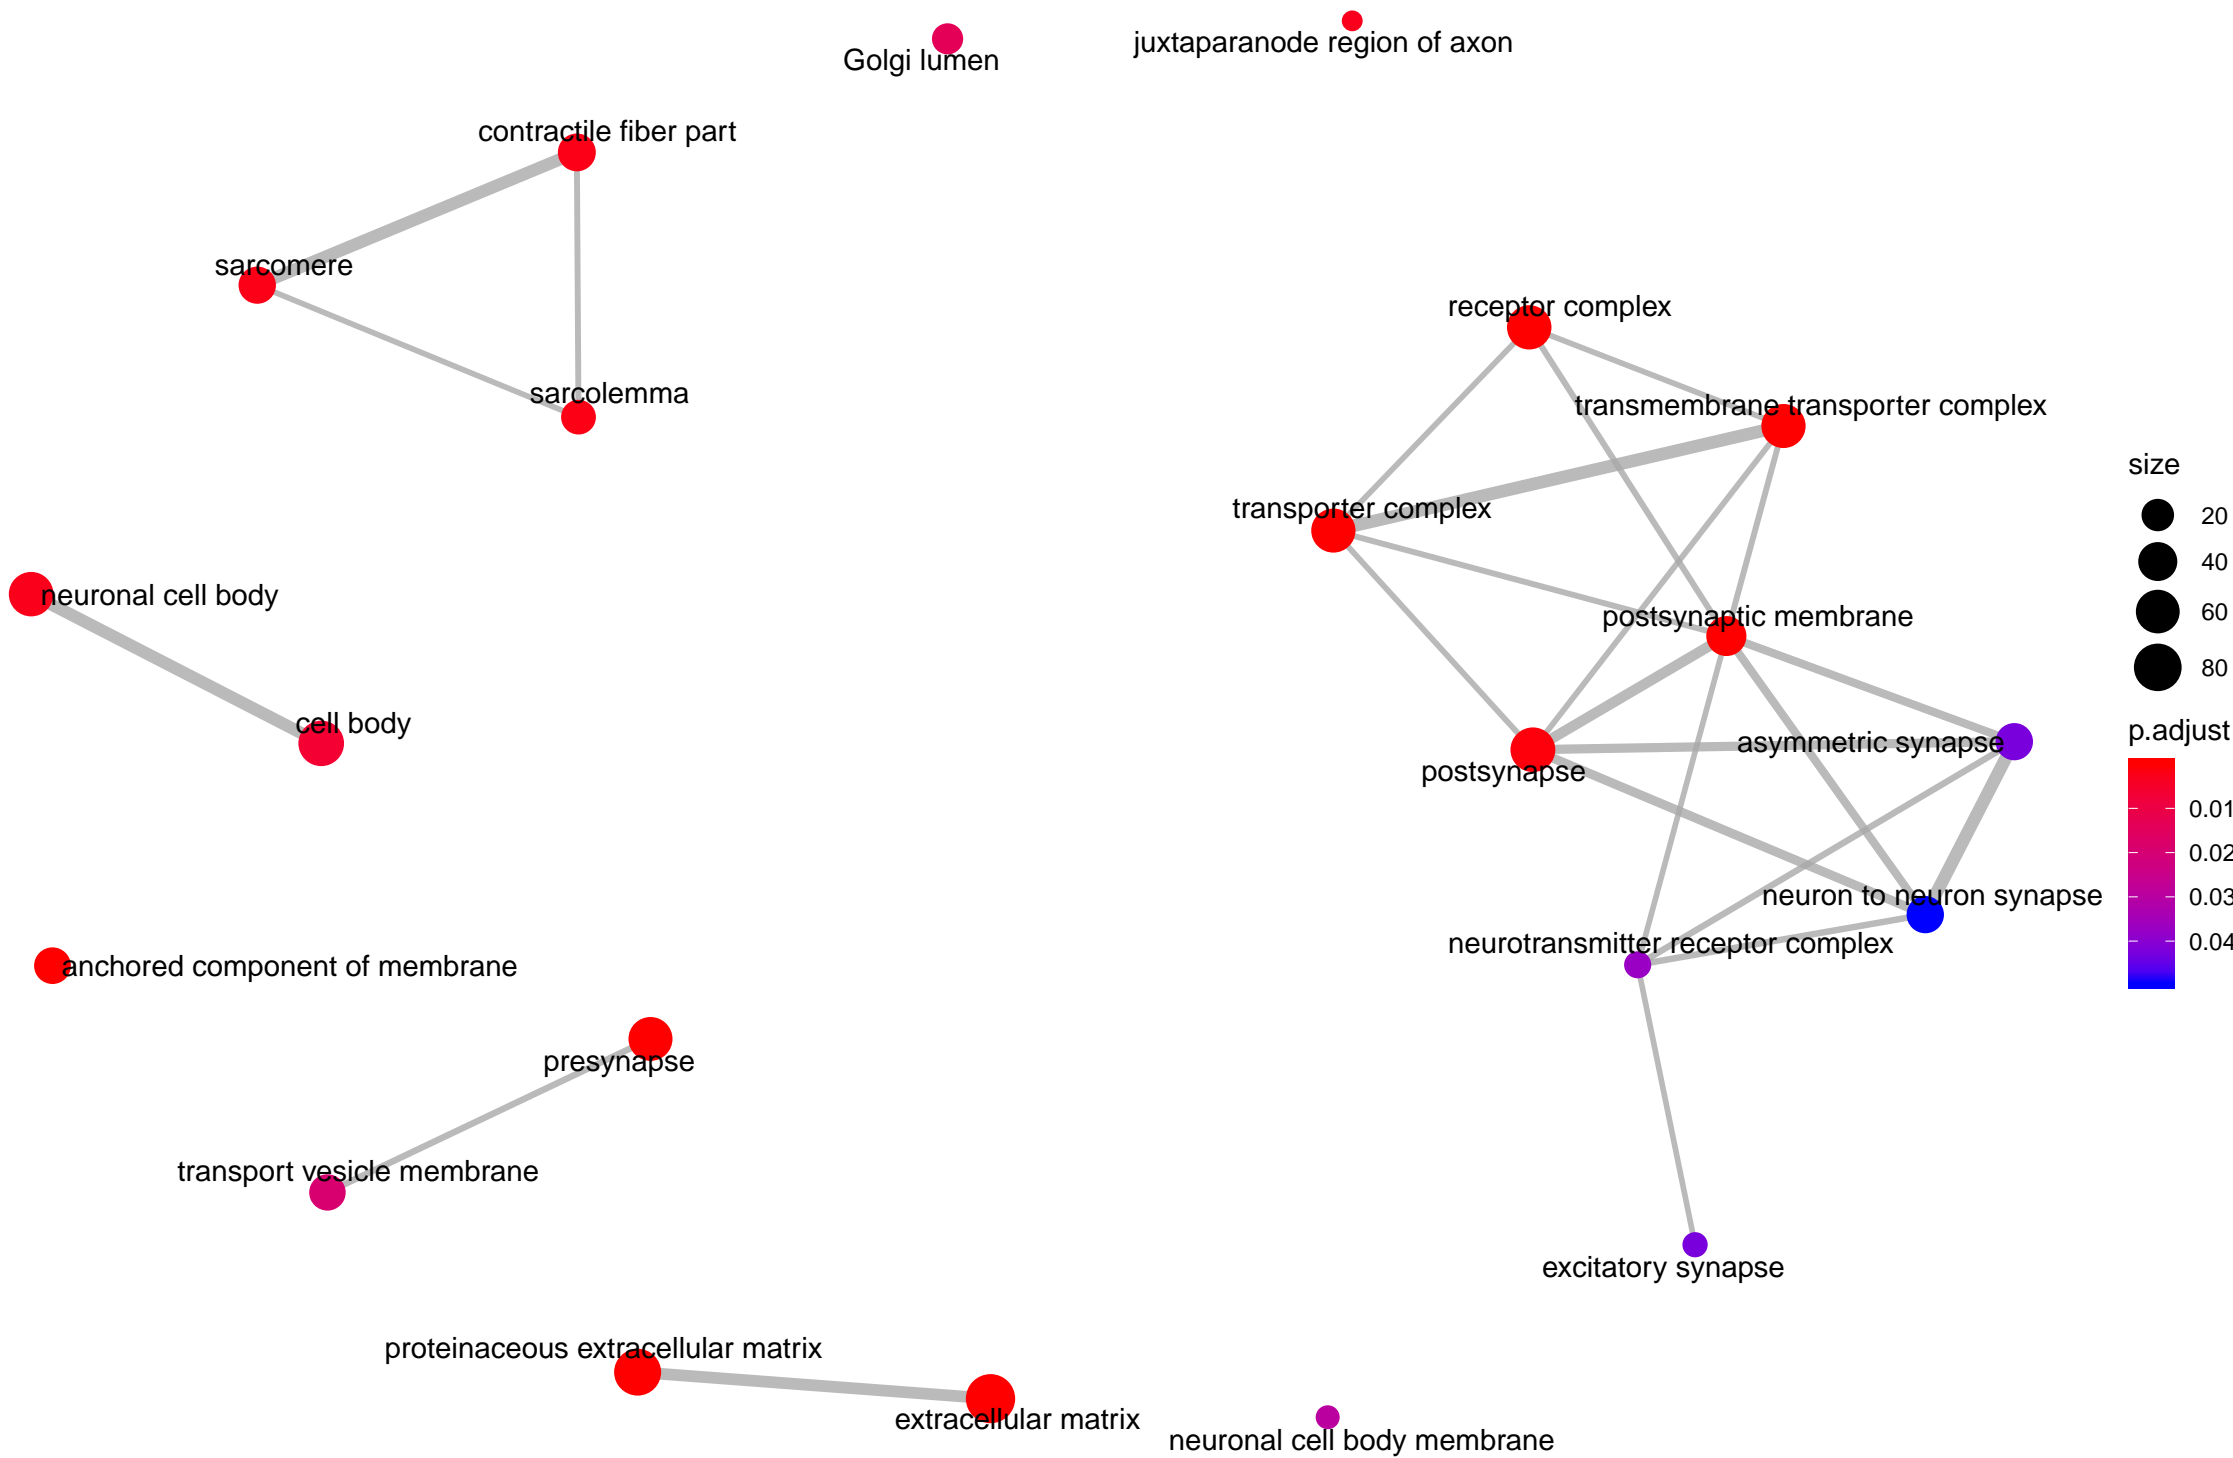 juxtaparanode region of axon
Golgi lumen
contractile fiber part
sarcomere
receptor complex
sarcolemma
transmembrane transporter complex
transporter complex
neuronal cell body
postsynaptic membrane
cell body
asymmetric synapse
postsynapse
neuron to neuron synapse
neurotransmitter receptor complex
anchored component of membrane
presynapse
transport vesicle membrane
excitatory synapse
proteinaceous extracellular matrix
extracellular matrix
neuronal cell body membrane
size
20
40
60
80
p.adjust
0.01
0.02
0.03
0.04